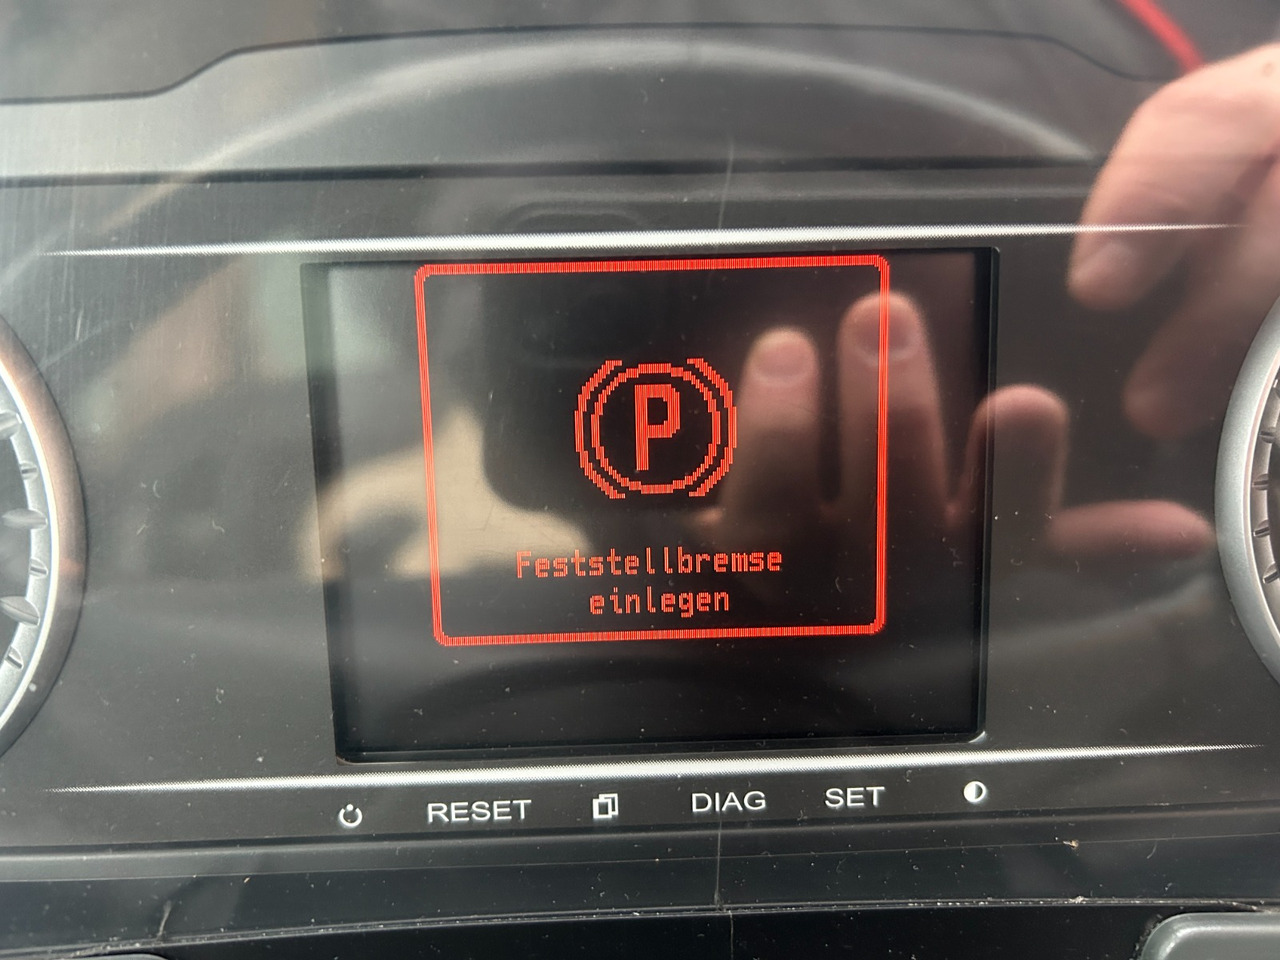 P
Feststellbremse
einlegen
RESET
DIAG
SET